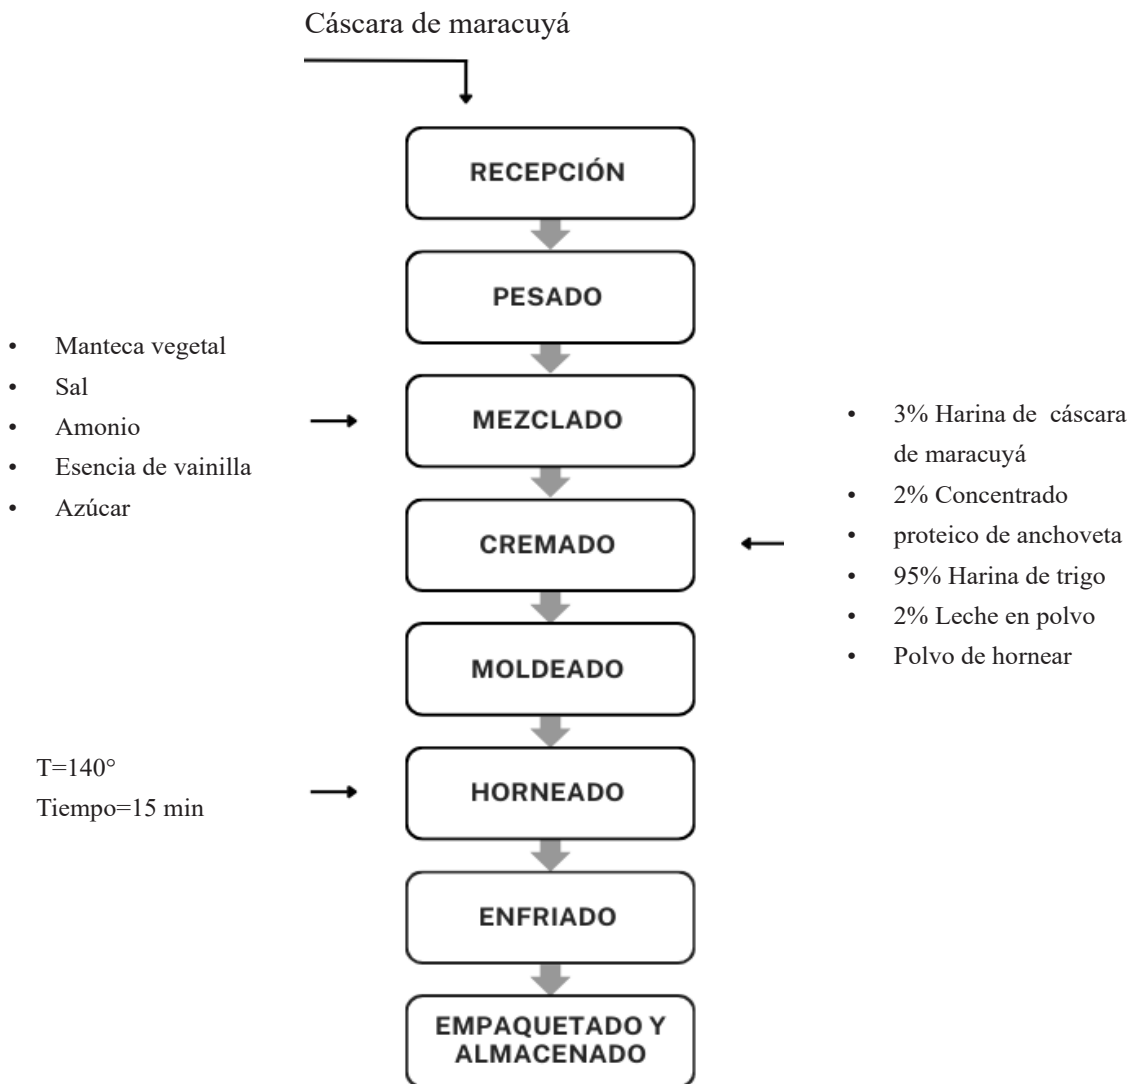 Cáscara de maracuyá
RECEPCIÓN
PESADO
• Manteca vegetal
• Sal
• Amonio
• Esencia de vainilla
• Azúcar
MEZCLADO
CREMADO
• 3% Harina de cáscara
de maracuyá
• 2% Concentrado
• proteico de anchoveta
• 95% Harina de trigo
• 2% Leche en polvo
• Polvo de hornear
MOLDEADO
T=140°
Tiempo=15 min
HORNEADO
ENFRIADO
EMPAQUETADO Y
ALMACENADO